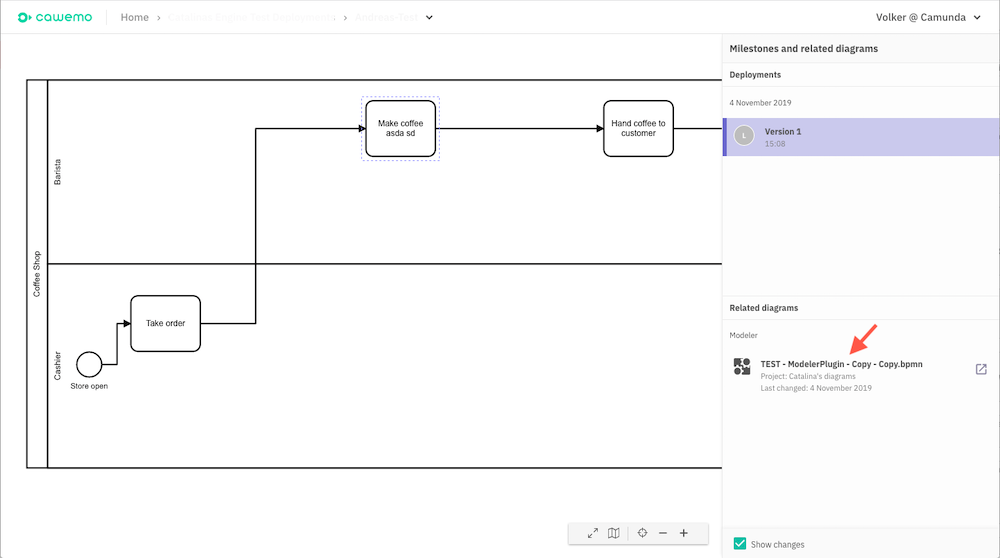 cawemo
Home
Andreas-Test
Volker @ Camunda
Milestones and related diagrams
Deployments
4 November 2019
L
Version 1
15:08
Make coffee
asda sd
Hand coffee to
customer
Barista
Coffee Shop
Take order
Cashier
Store open
Related diagrams
Modeler
TEST - ModelerPlugin - Copy - Copy.bpmn
Project: Catalina's diagrams
Last changed: 4 November 2019
Show changes